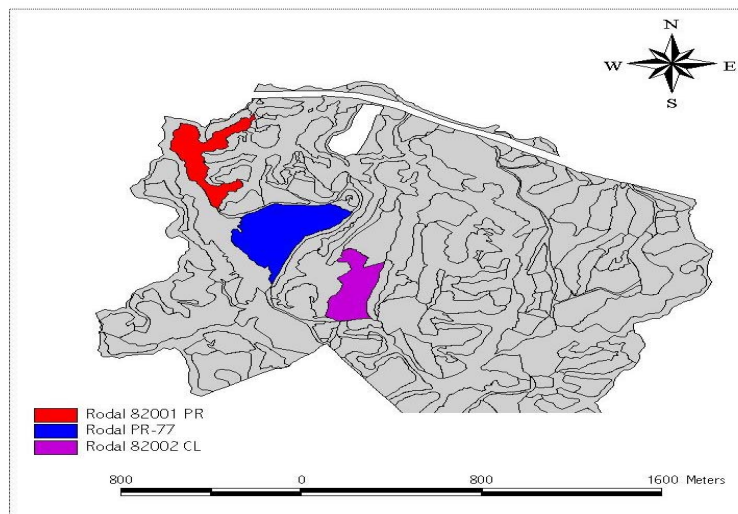 N
W E
S
Rodal 82001 PR
Rodal PR-77
Rodal 82002 CL
800 0 800 1600 Meters